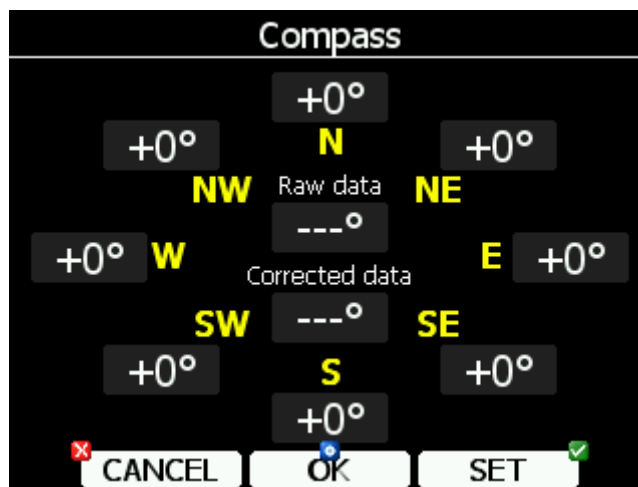 Compass
+0°
+0° N +0°
NW Raw data NE
---°
+0° W E +0°
Corrected data
SW ---° SE
+0° S +0°
+0°
CANCEL OK SET